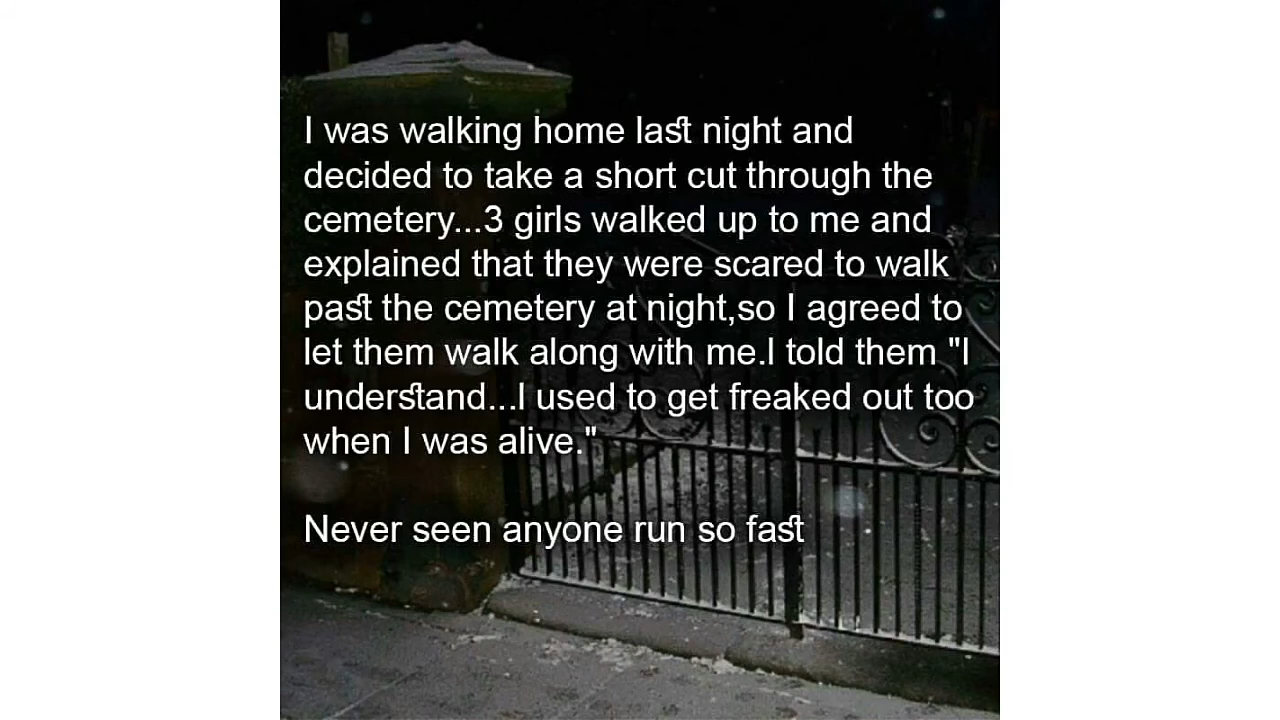 I was walking home last night and
decided to take a short cut through the
cemetery...3 girls walked up to me and
explained that they were scared to walk
past the cemetery at night,so I agreed to
let them walk along with me.I told them "I
understand...I used to get freaked out too
when I was alive."
Never seen anyone run so fast